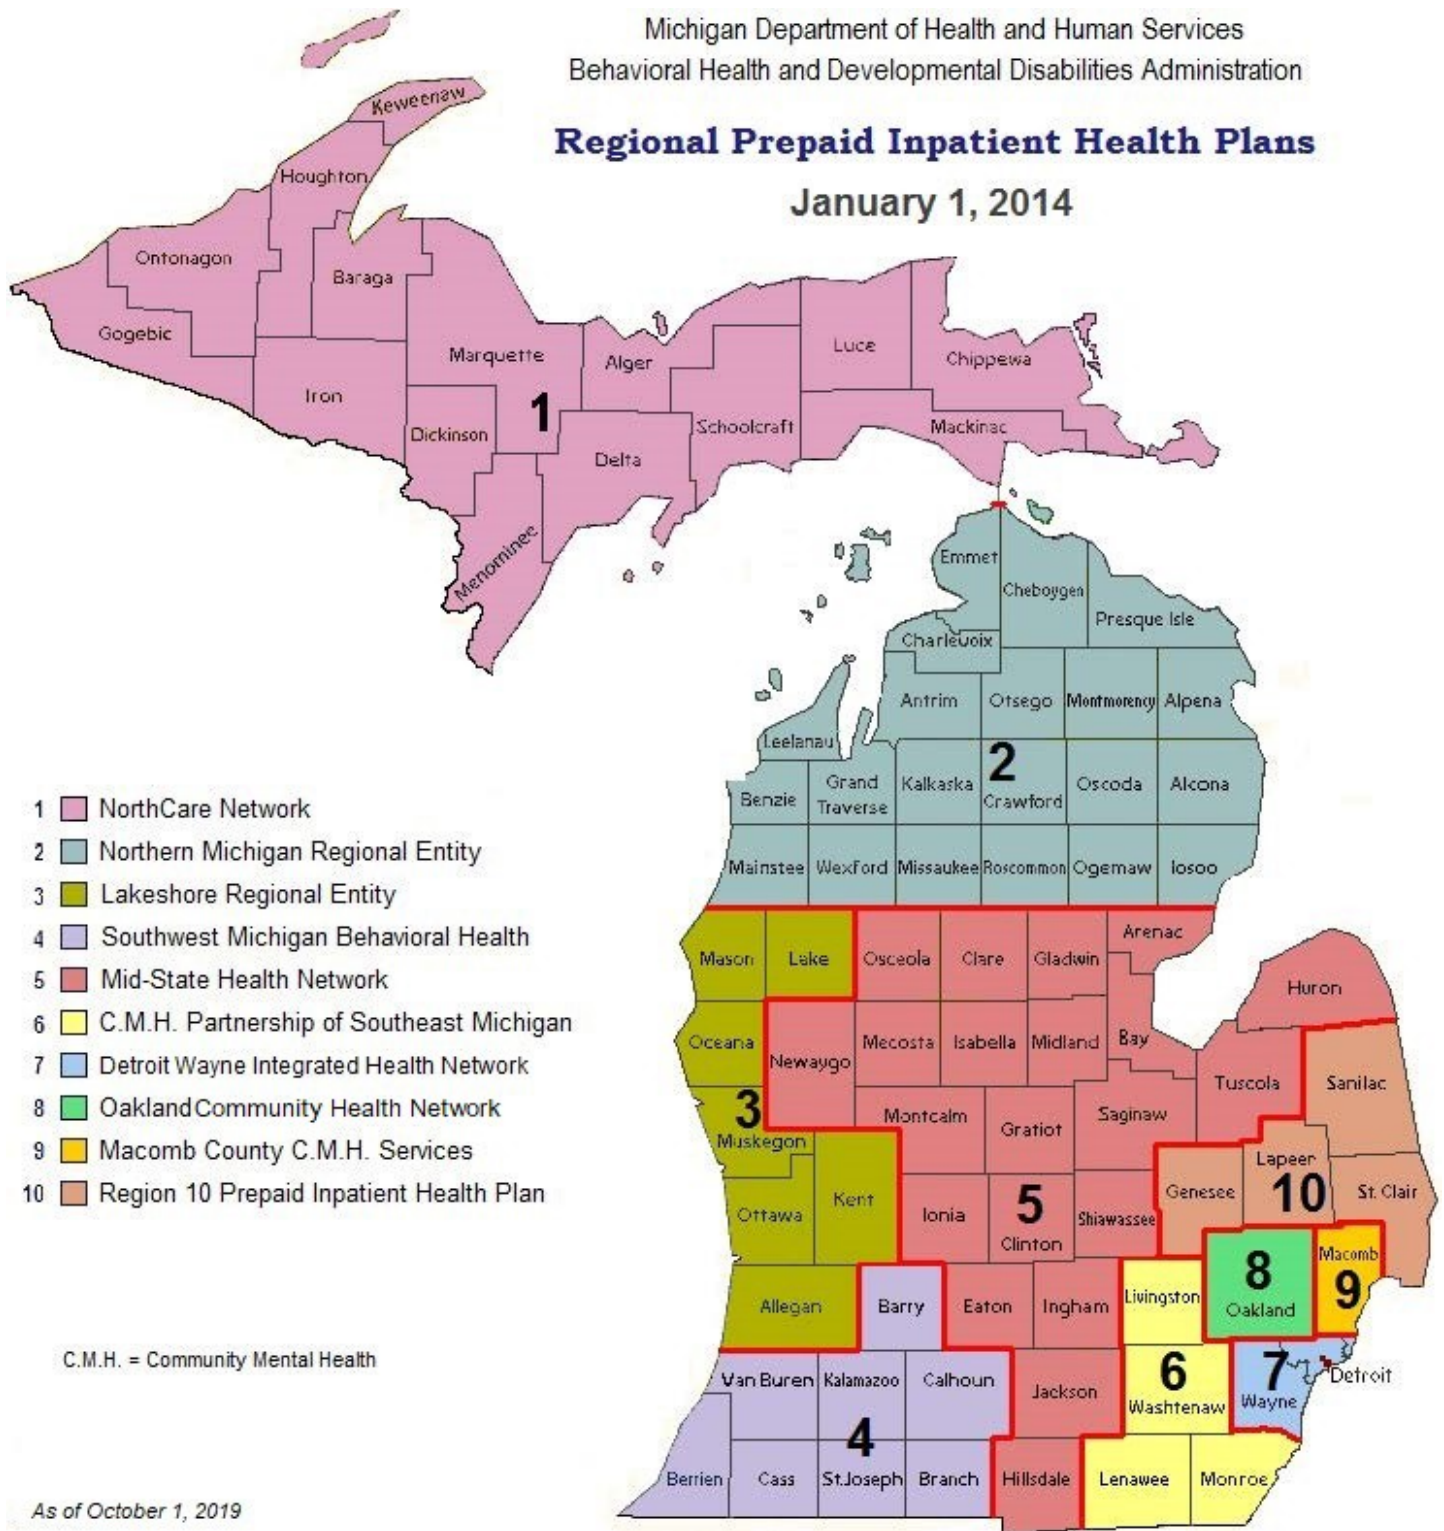 Michigan Department of Health and Human Services
Behavioral Health and Developmental Disabilities Administration
Regional Prepaid Inpatient Health Plans
January 1, 2014
Keweenaw
Houghton
Ontonagon
Baraga
Gogebic
Marquette
Alger
Luce
Chippewa
Iron
1
Dickinson
Schoolcraft
Mackinac
Delta
Menominee
Emmet
Cheboygen
Presque Isle
Charlevoix
Antrim
Otsego
Montmorency
Alpena
Leelanau
2
Benzie
Grand
Traverse
Kalkaska
Crawford
Oscoda
Alcona
Mainstee
Wexford
Missaukee
Roscommon
Ogemaw
Iosoo
1 NorthCare Network
2 Northern Michigan Regional Entity
3 Lakeshore Regional Entity
4 Southwest Michigan Behavioral Health
5 Mid-State Health Network
6 C.M.H. Partnership of Southeast Michigan
7 Detroit Wayne Integrated Health Network
8 Oakland Community Health Network
9 Macomb County C.M.H. Services
10 Region 10 Prepaid Inpatient Health Plan
Mason
Lake
Osceola
Clare
Gladwin
Arenac
Huron
Oceana
Newaygo
Mecosta
Isabella
Midland
Bay
Tuscola
Sanilac
3
Muskegon
Montcalm
Gratiot
Saginaw
Lapeer
10
Genesee
St. Clair
Ottawa
Kent
Ionia
5
Clinton
Shiawassee
Macomb
9
8
Oakland
Allegan
Barry
Eaton
Ingham
Livingston
Van Buren
Kalamazoo
Calhoun
Jackson
6
Washtenaw
7
Wayne
Detroit
4
Berrien
Cass
St.Joseph
Branch
Hillsdale
Lenawee
Monroe
C.M.H. = Community Mental Health
As of October 1, 2019